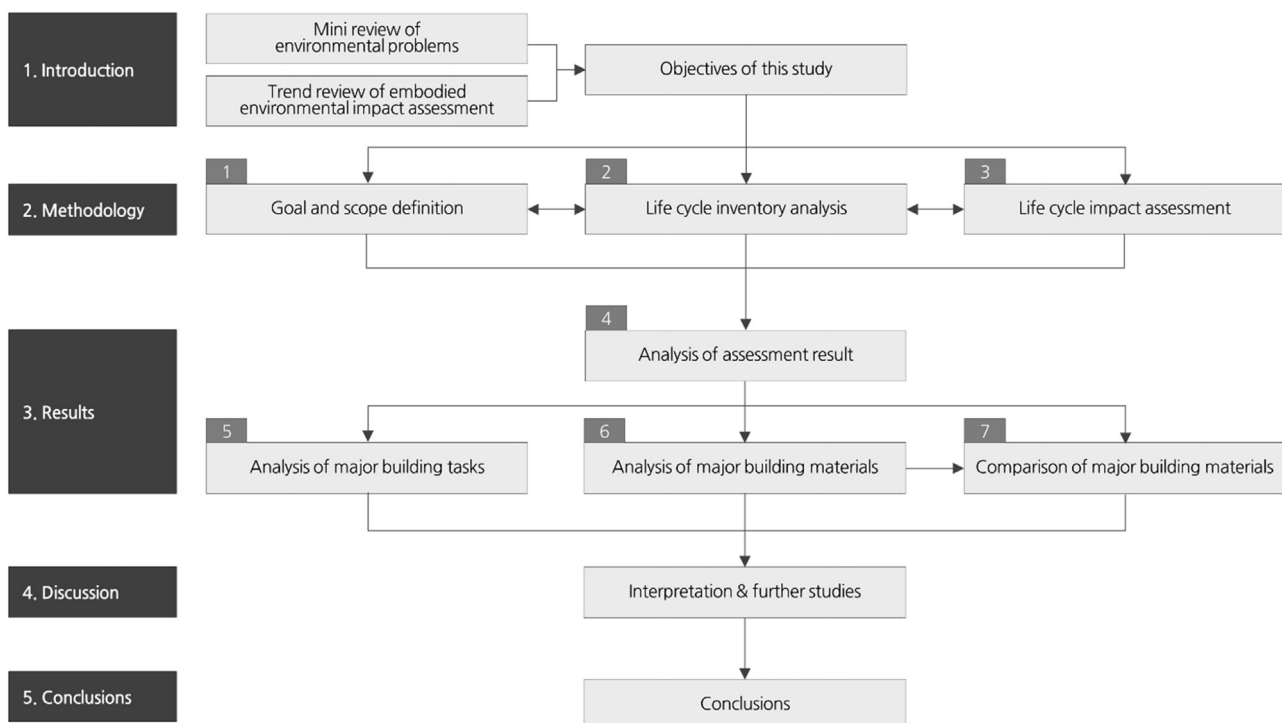 1. Introduction
Mini review of
environmental problems
Trend review of embodied
environmental impact assessment
Objectives of this study
2. Methodology
1
Goal and scope definition
2
Life cycle inventory analysis
3
Life cycle impact assessment
3. Results
4
Analysis of assessment result
5
Analysis of major building tasks
6
Analysis of major building materials
7
Comparison of major building materials
4. Discussion
Interpretation & further studies
5. Conclusions
Conclusions